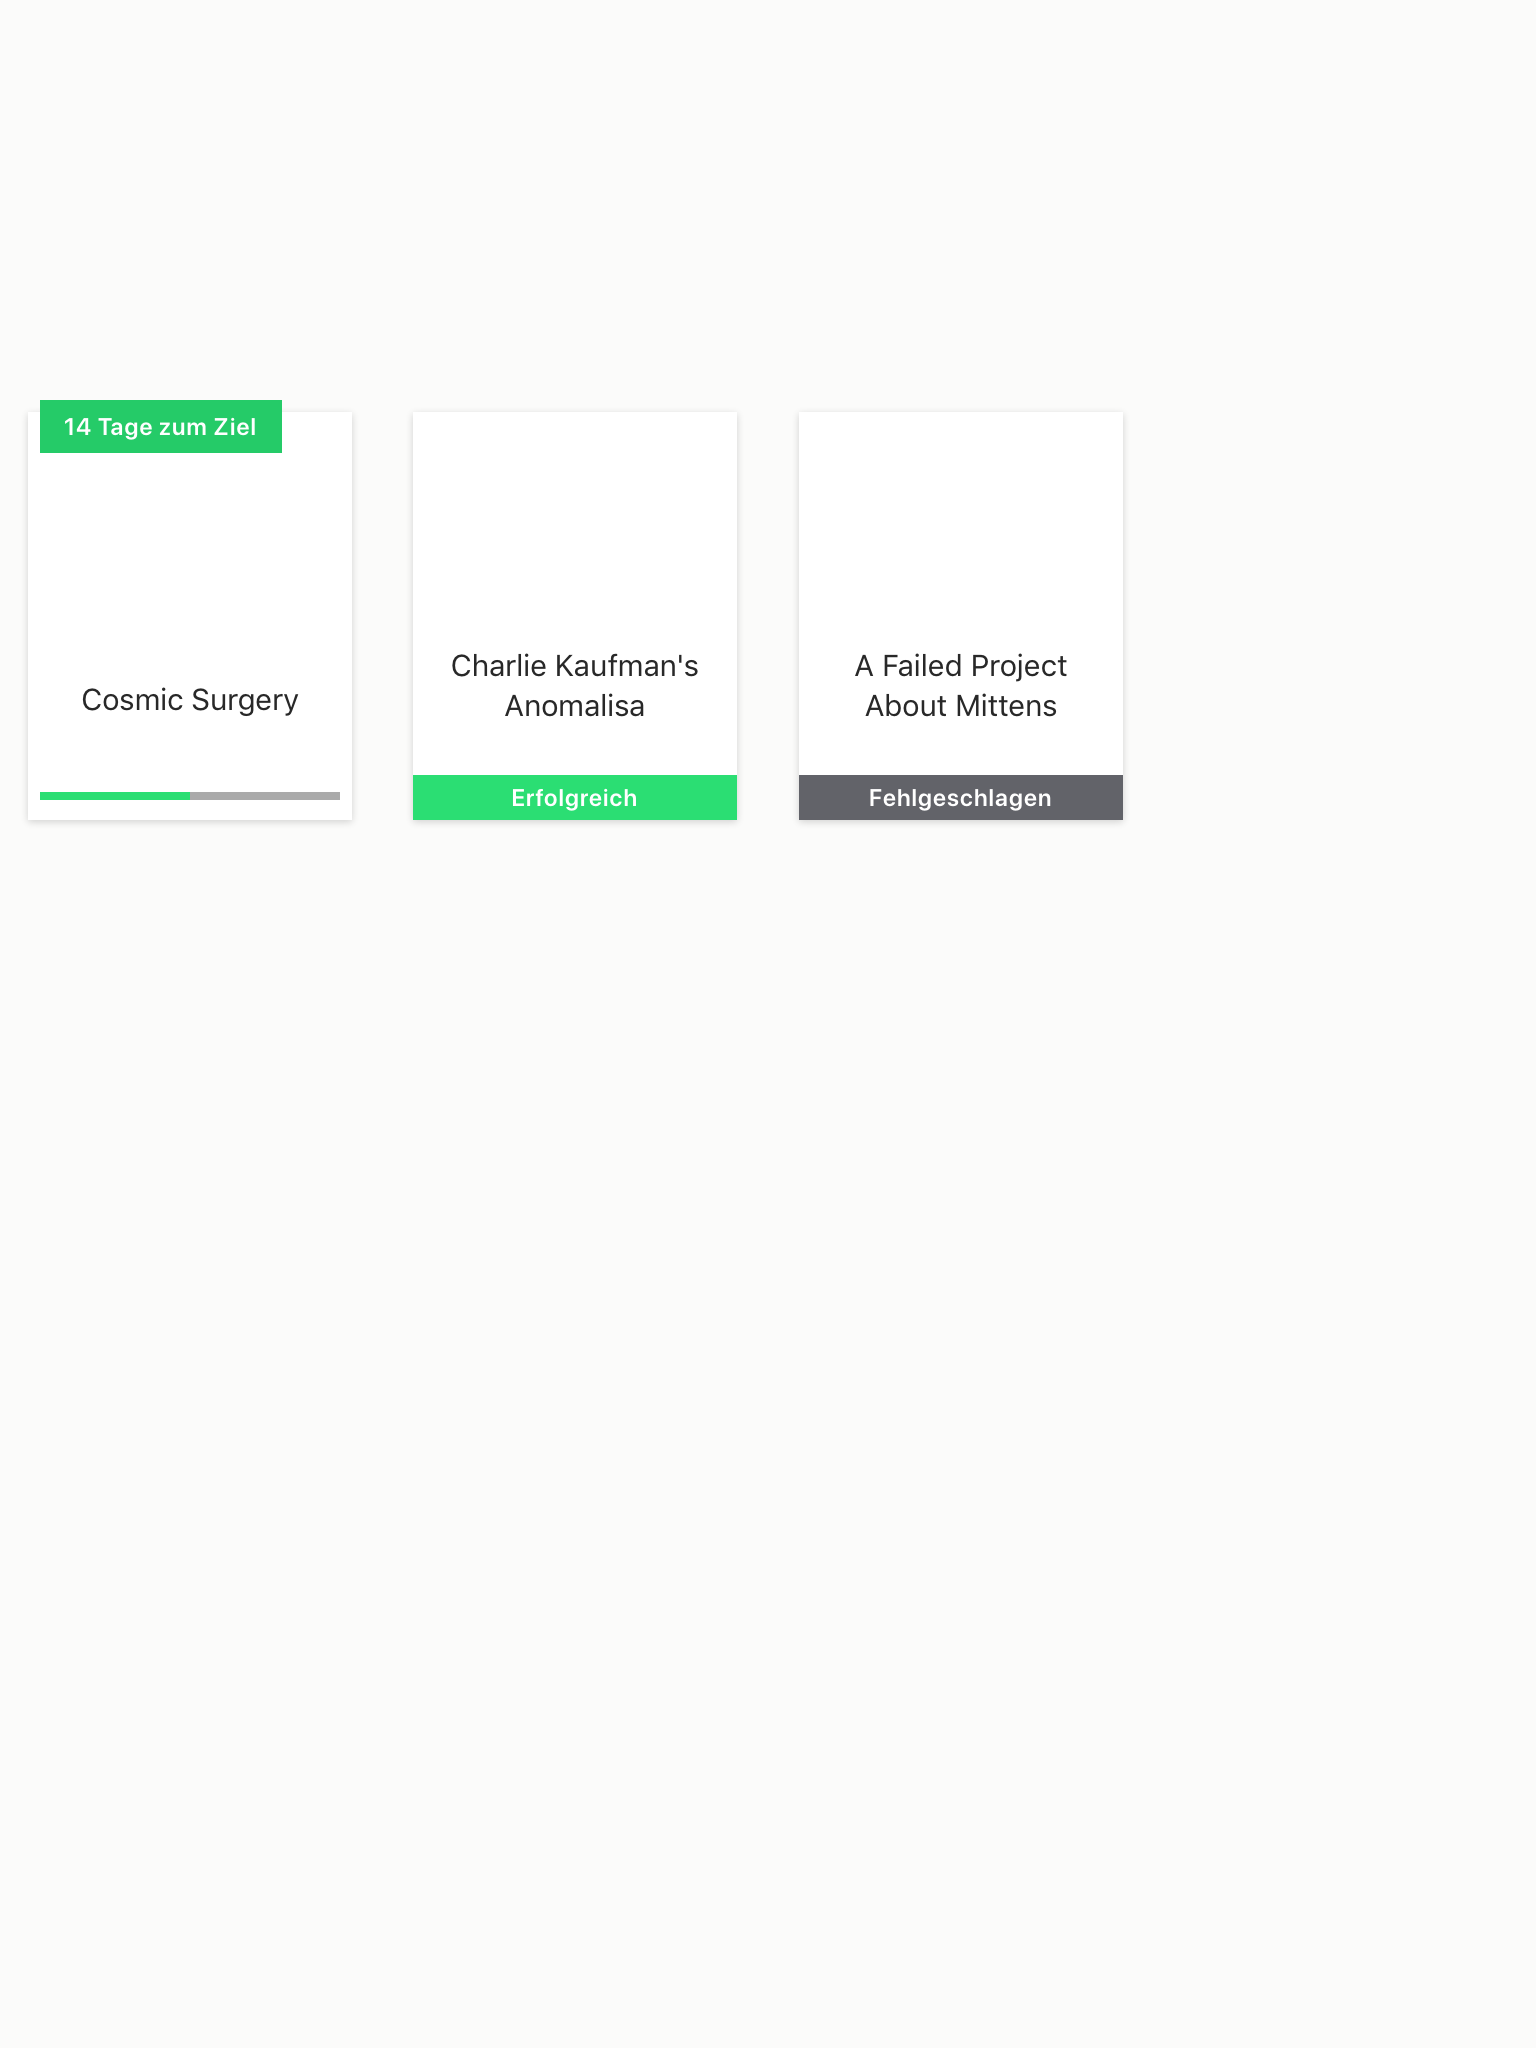 14 Tage zum Ziel
Cosmic Surgery
Charlie Kaufman's
Anomalisa
Erfolgreich
A Failed Project
About Mittens
Fehlgeschlagen